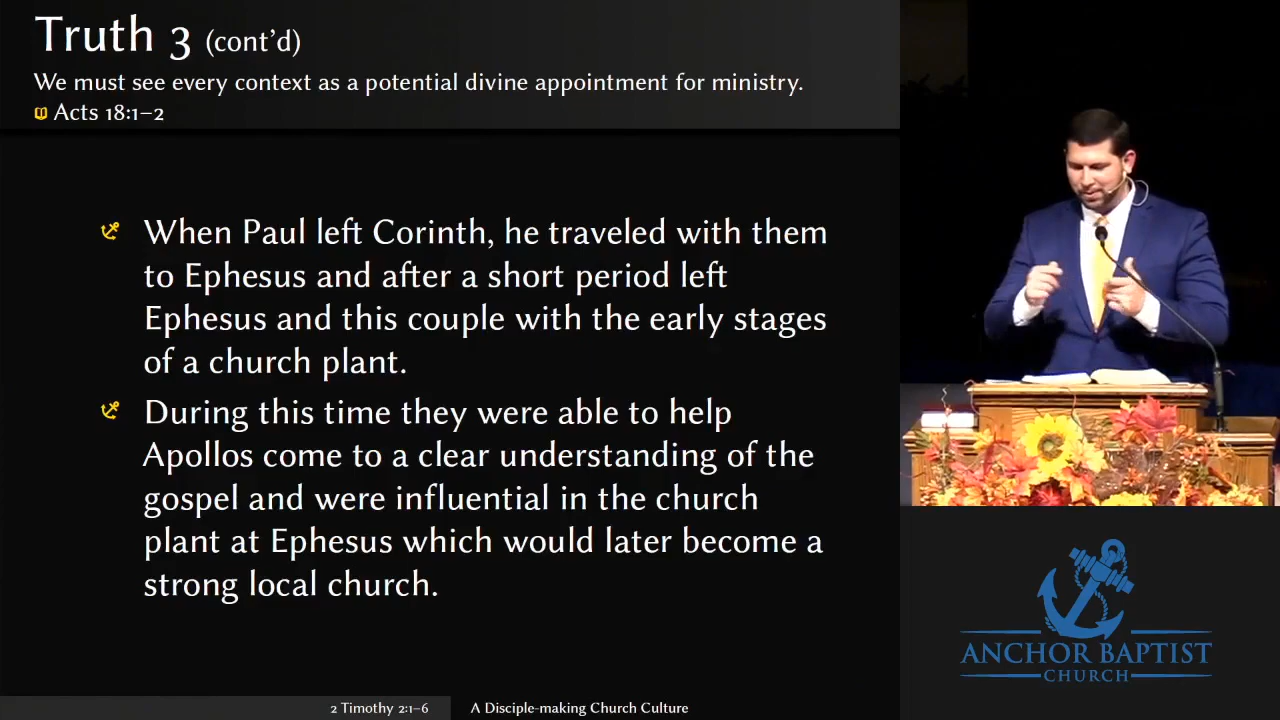 Truth 3 (cont’d)
We must see every context as a potential divine appointment for ministry.
Acts 18:1–2
When Paul left Corinth, he traveled with them
to Ephesus and after a short period left
Ephesus and this couple with the early stages
of a church plant.
During this time they were able to help
Apollos come to a clear understanding of the
gospel and were influential in the church
plant at Ephesus which would later become a
strong local church.
2 Timothy 2:1–6
A Disciple-making Church Culture
ANCHOR BAPTIST
CHURCH